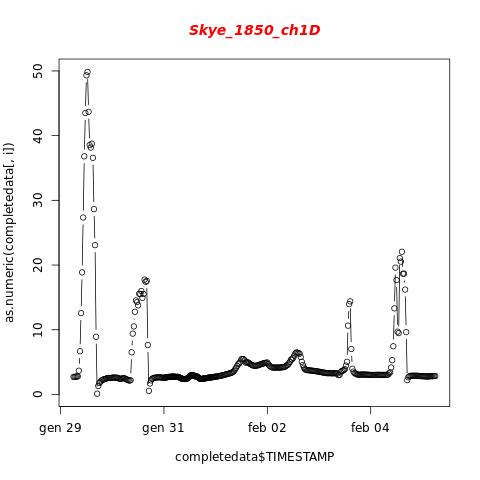 Skye_1850_ch1D
as.numeric(completedata[, i])
50
40
30
20
10
0
gen 29
gen 31
feb 02
feb 04
completedata$TIMESTAMP